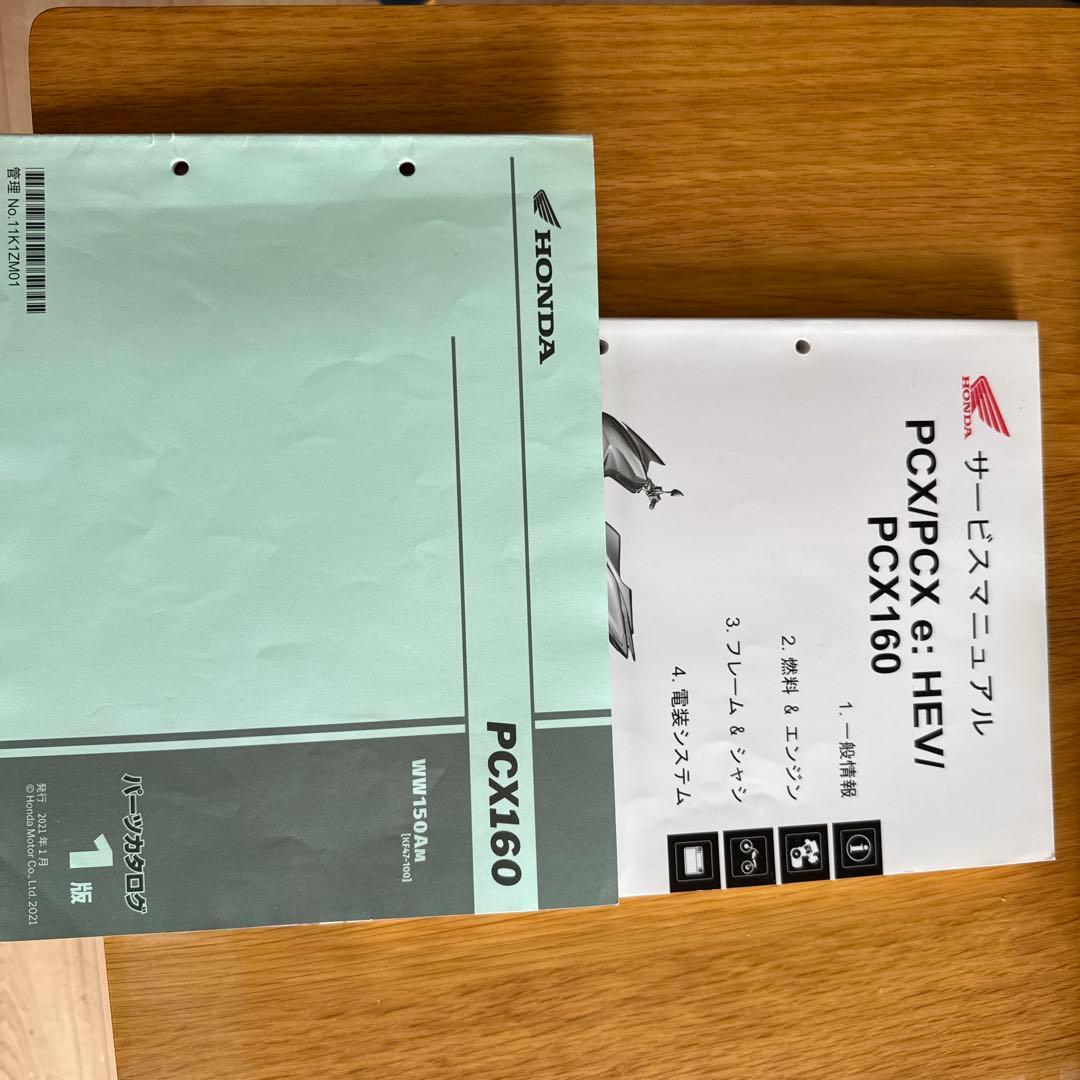 HONDA
PCX160
WW150AM
[KF47-100]
パーツカタログ
1版
発行 2021年1月
© Honda Motor Co., Ltd. 2021
管理 No.11K1ZM01
HONDA
サービスマニュアル
PCX/PCX e: HEV/
PCX160
1. 一般情報
2. 燃料 & エンジン
3. フレーム & シャシ
4. 電装システム